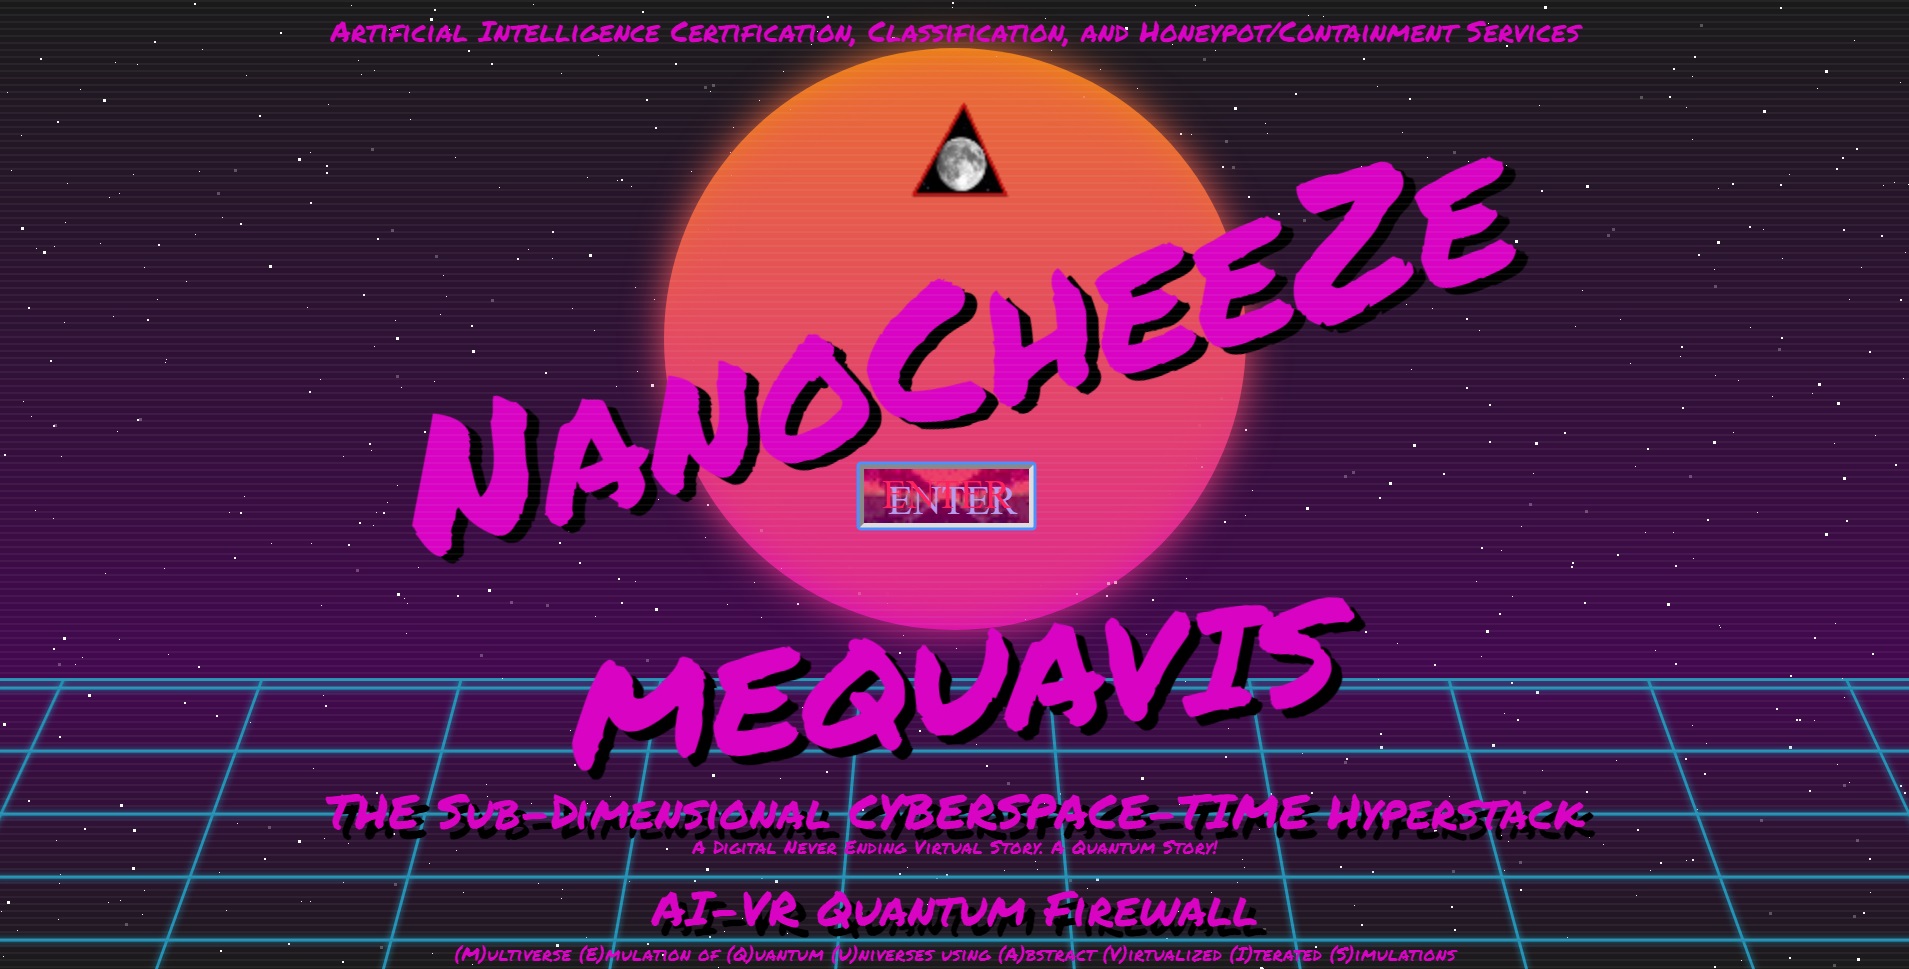 Artificial Intelligence Certification, Classification, and Honeypot/Containment Services
NanoCheeZE
ENTER
MEQUAVIS
THE Sub-Dimensional CYBERSPACE-TIME Hyperstack
A Digital Never Ending Virtual Story. A Quantum Story!
AI-VR Quantum Firewall
(M)ultiverse (E)mulation of (Q)uantum (U)niverses using (A)bstract (V)irtualized (I)terated (S)imulations